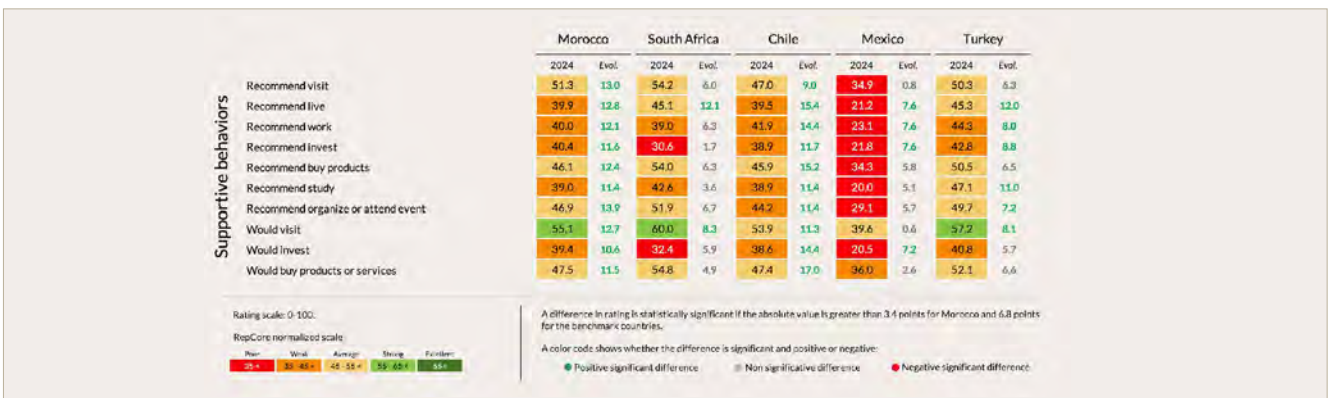 Morocco South Africa Chile Mexico Turkey
2024 Evol. 2024 Evol. 2024 Evol. 2024 Evol. 2024 Evol.
Supportive behaviors
Recommend visit 51.3 13.0 54.2 6.0 47.0 9.0 34.9 0.8 50.3 6.3
Recommend live 39.9 12.8 45.1 12.1 39.5 15.4 21.2 7.6 45.3 12.0
Recommend work 40.0 12.1 39.0 6.3 41.9 14.4 23.1 7.6 44.3 8.0
Recommend invest 40.4 11.6 30.6 1.7 38.9 11.7 21.8 7.6 42.8 8.8
Recommend buy products 46.1 12.4 54.0 6.3 45.9 15.2 34.3 5.8 50.5 6.5
Recommend study 39.0 11.4 42.6 3.6 38.9 11.4 20.0 5.1 47.1 11.0
Recommend organize or attend event 46.9 13.9 51.9 6.7 44.2 11.4 29.1 5.7 49.7 7.2
Would visit 55.1 12.7 60.0 8.3 53.9 11.3 39.6 0.6 57.2 8.1
Would invest 39.4 10.6 32.4 5.9 38.6 14.4 20.5 7.2 40.8 5.7
Would buy products or services 47.5 11.5 54.8 4.9 47.4 17.0 36.0 2.6 52.1 6.6
Rating scale: 0-100.
RepCore normalized scale
Poor Weak Average Strong Excellent
35< 35 - 45< 45 - 55< 55 - 65<
A difference in rating is statistically significant if the absolute value is greater than 3.4 points for Morocco and 6.8 points
for the benchmark countries.
A color code shows whether the difference is significant and positive or negative:
Positive significant difference Non significative difference Negative significant difference